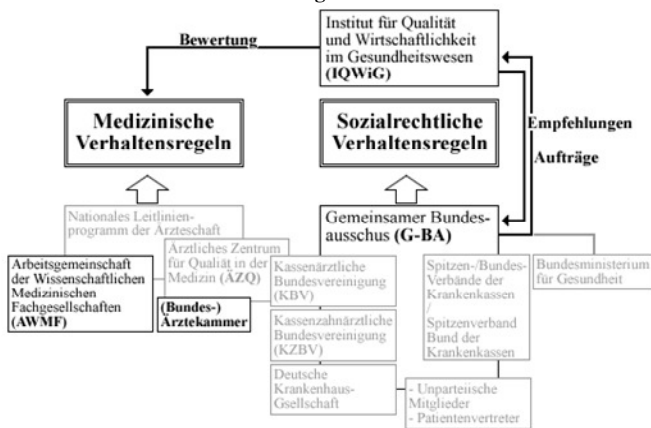 Institut für Qualität
und Wirtschaftlichkeit
im Gesundheitswesen
(IQWiG)
Bewertung
Medizinische
Verhaltensregeln
Sozialrechtliche
Verhaltensregeln
Empfehlungen
Aufträge
Nationales Leitlinien-
programm der Ärzteschaft
Ärztliches Zentrum
für Qualiät in der
Medizin (ÄZQ)
Arbeitsgemeinschaft
der Wissenschaftlichen
Medizinischen
Fachgesellschaften
(AWMF)
(Bundes-)
Ärztekammer
Gemeinsamer Bundes-
ausschus (G-BA)
Kassenärztliche
Bundesvereinigung
(KBV)
Kassenzahnärztliche
Bundesvereinigung
(KZBV)
Deutsche
Krankenhaus-
Gsellschaft
Spitzen-/Bundes-
Verbände der
Krankenkassen
/
Spitzenverband
Bund der
Krankenkassen
- Unparteiische
Mitglieder
- Patientenvertreter
Bundesministerium
für Gesundheit